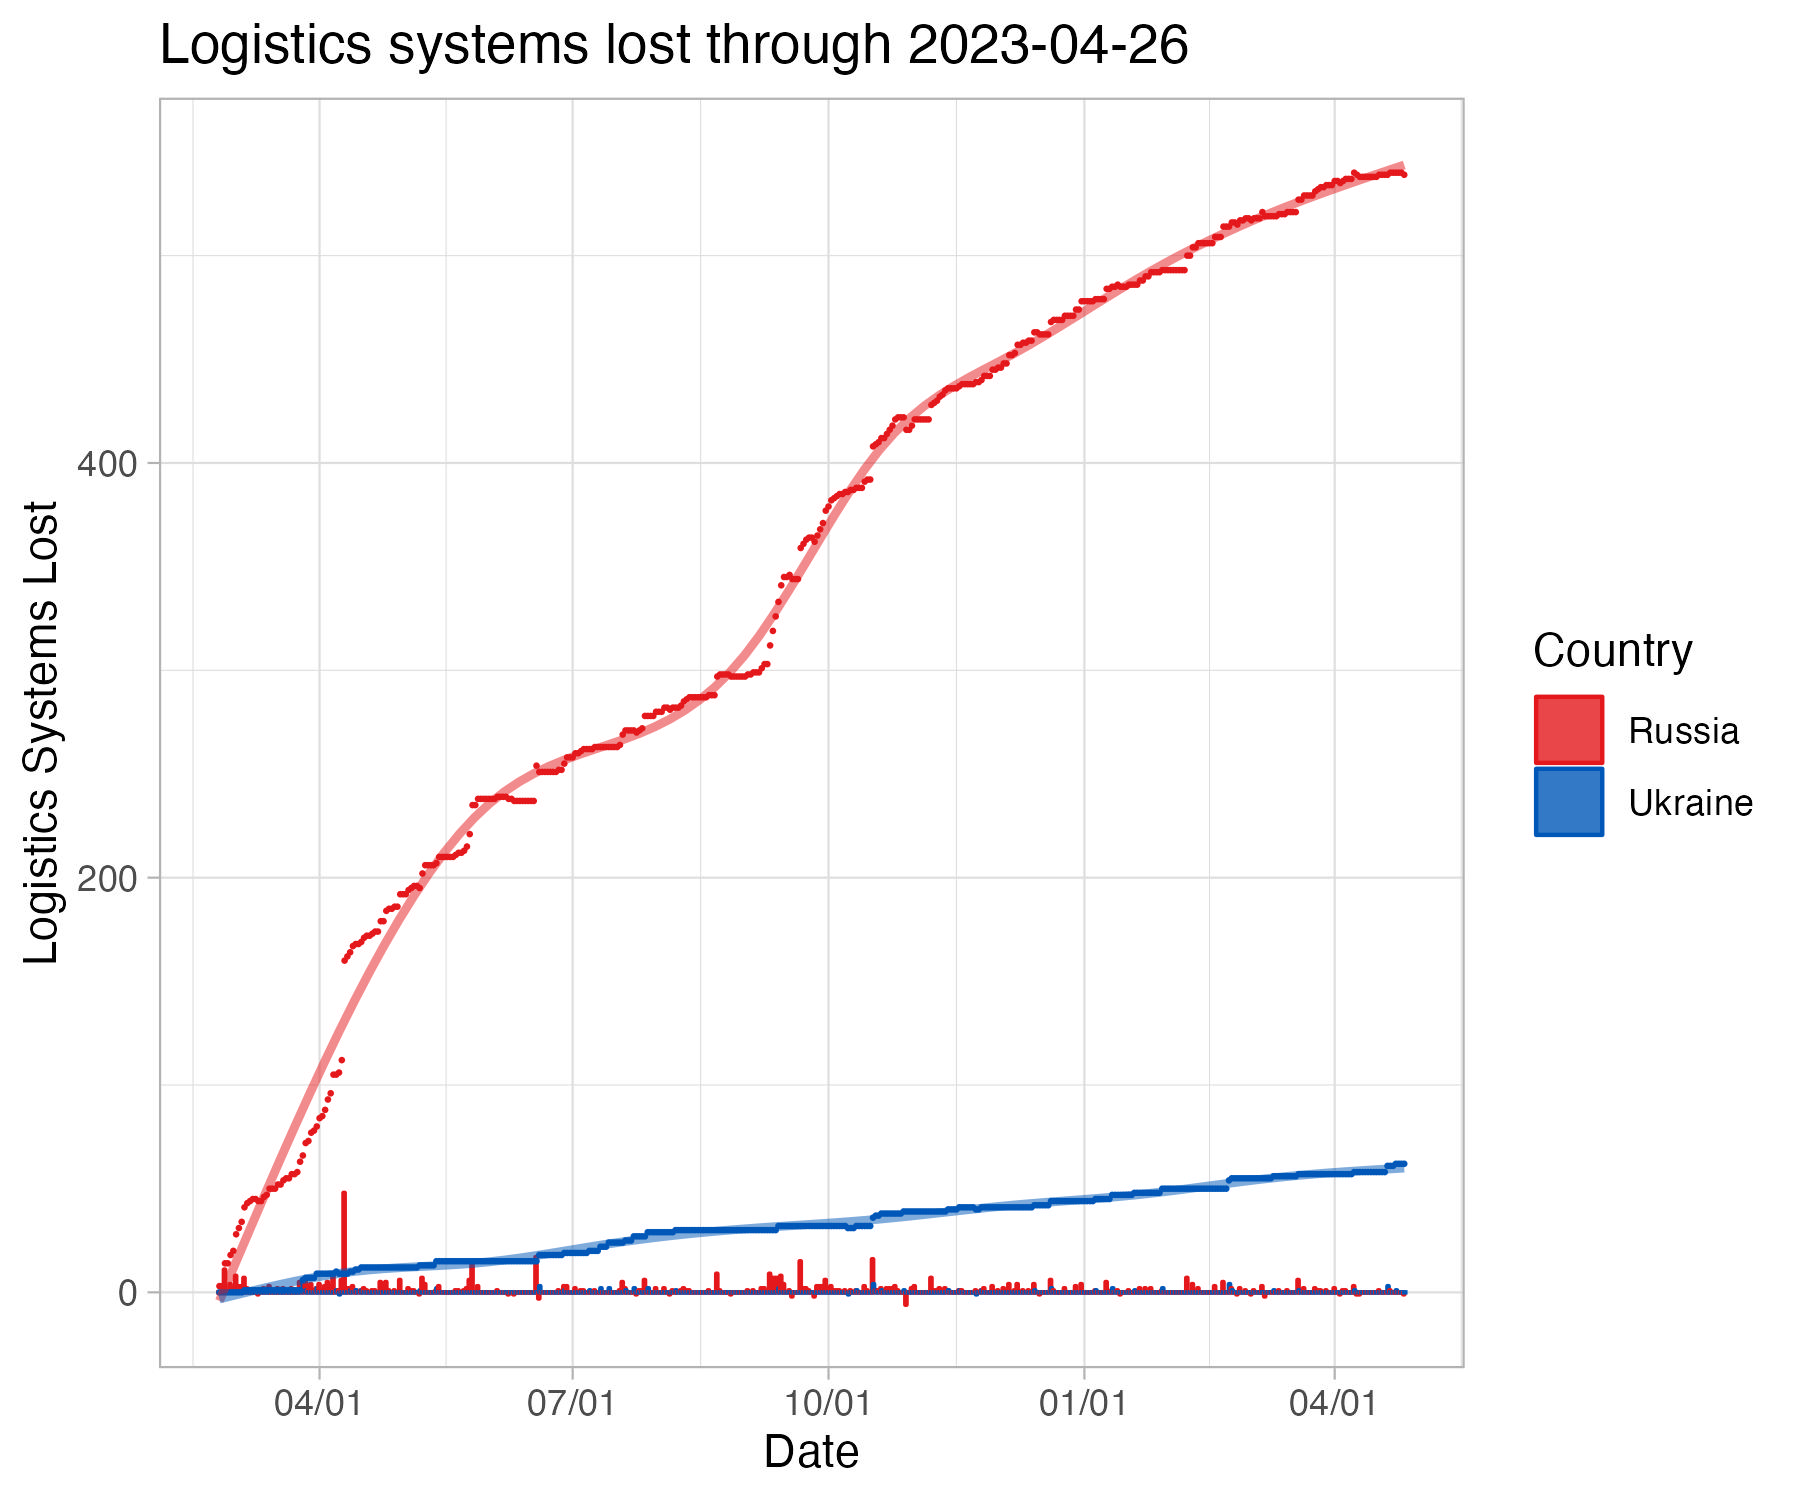 Logistics systems lost through 2023-04-26
Logistics Systems Lost
400
200
0
04/01
07/01
10/01
01/01
04/01
Date
Country
Russia
Ukraine